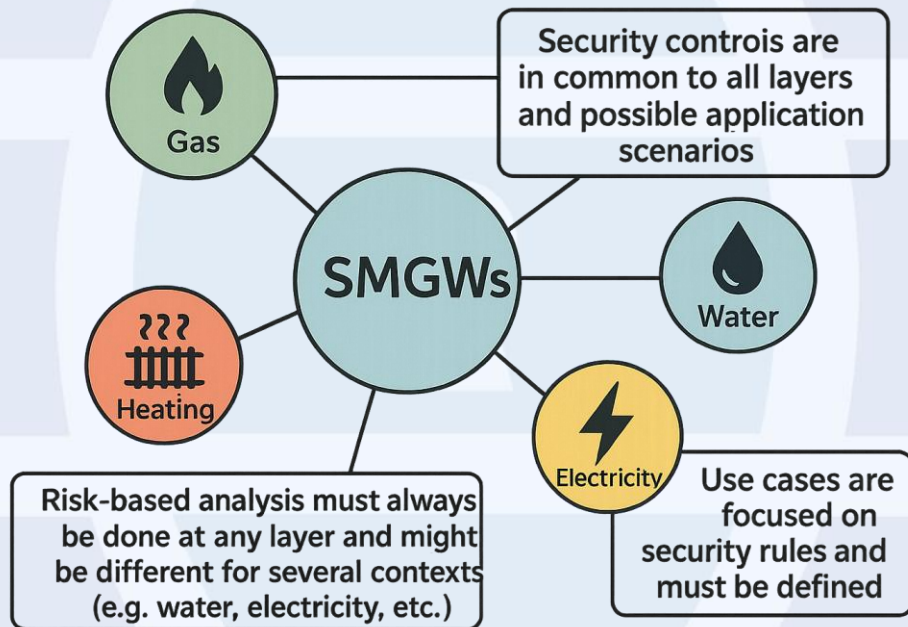 Gas
Security controis are
in common to all layers
and possible application
scenarios
SMGWs
Water
Heating
Electricity
Risk-based analysis must always
be done at any layer and might
be different for several contexts
(e.g. water, electricity, etc.)
Use cases are
focused on
security rules and
must be defined